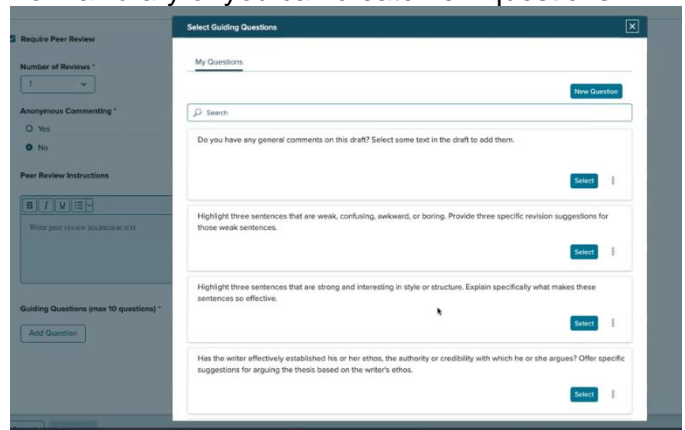 Select Guiding Questions
Require Peer Review
My Questions
Number of Reviews *
1
New Question
Search
Anonymous Commenting *
Yes
No
Do you have any general comments on this draft? Select some text in the draft to add them.
Select
Peer Review Instructions
B I U
Write peer review instruction text
Highlight three sentences that are weak, confusing, awkward, or boring. Provide three specific revision suggestions for
those weak sentences.
Select
Highlight three sentences that are strong and interesting in style or structure. Explain specifically what makes these
sentences so effective.
Select
Guiding Questions (max 10 questions) *
Add Question
Has the writer effectively established his or her ethos, the authority or credibility with which he or she argues? Offer specific
suggestions for arguing the thesis based on the writer's ethos.
Select